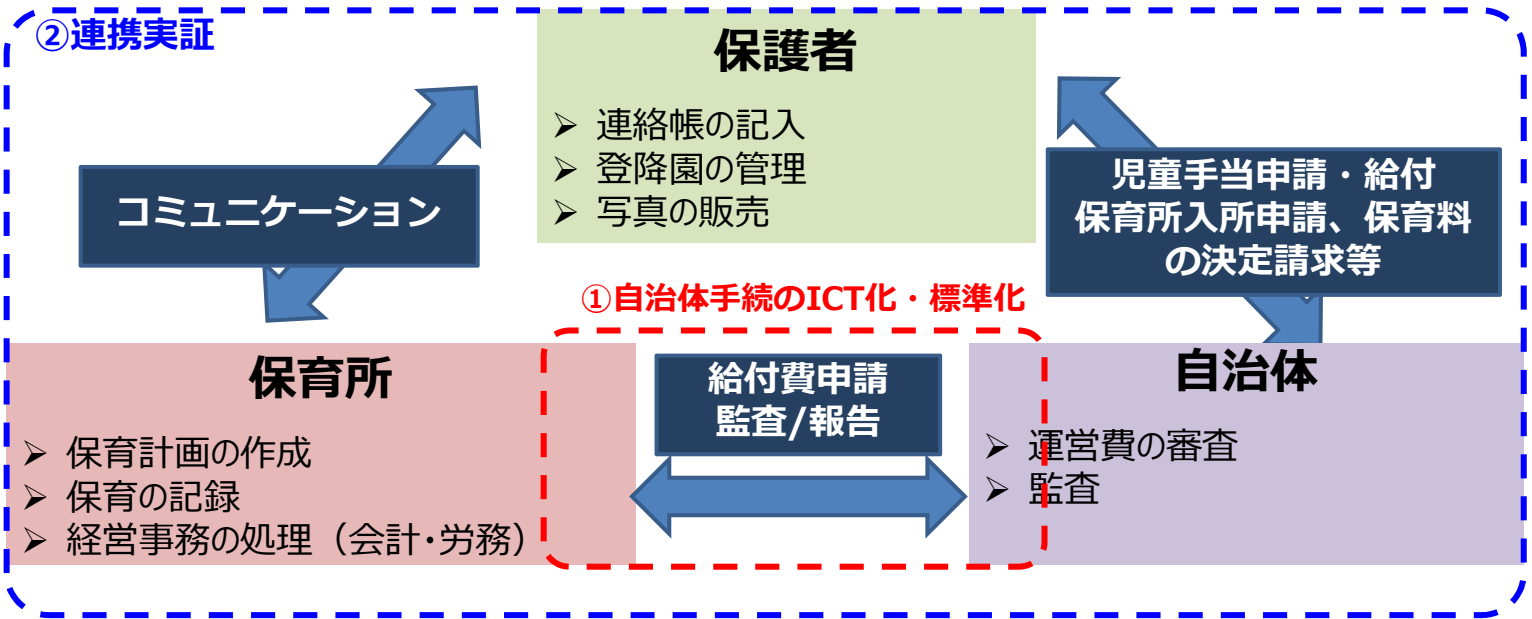 ②連携実証
保護者
➢ 連絡帳の記入
➢ 登降園の管理
➢ 写真の販売
コミュニケーション
児童手当申請・給付
保育所入所申請、保育料
の決定請求等
①自治体手続のICT化・標準化
保育所
➢ 保育計画の作成
➢ 保育の記録
➢ 経営事務の処理（会計・労務）
給付費申請
監査/報告
自治体
➢ 運営費の審査
➢ 監査